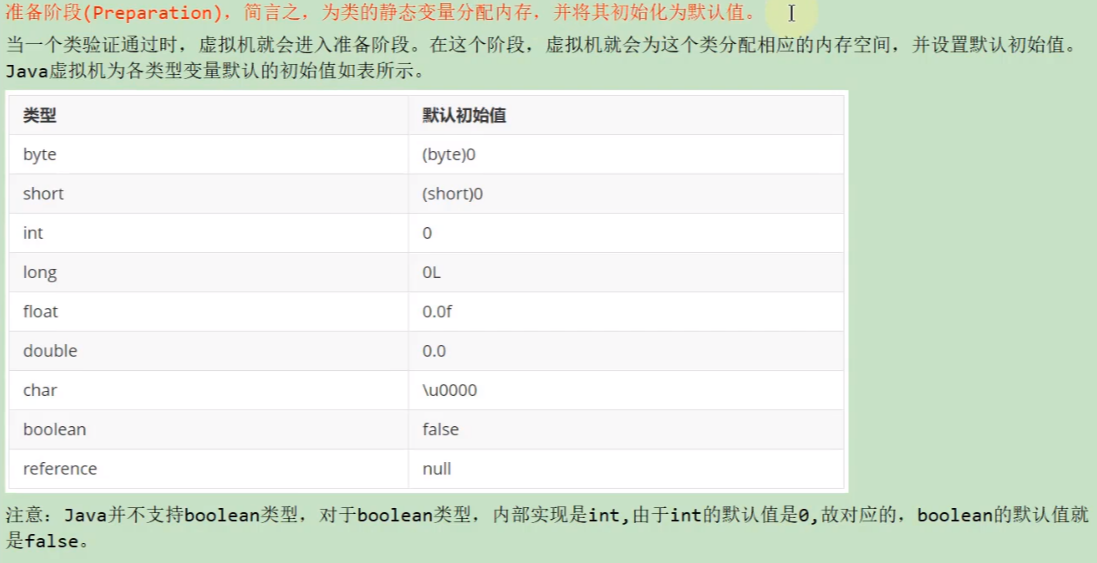 准备阶段(Preparation)，简言之，为类的静态变量分配内存，并将其初始化为默认值。
当一个类验证通过时，虚拟机就会进入准备阶段。在这个阶段，虚拟机就会为这个类分配相应的内存空间，并设置默认初始值。
Java虚拟机为各类型变量默认的初始值如表所示。
类型 默认初始值
byte (byte)0
short (short)0
int 0
long 0L
float 0.0f
double 0.0
char \u0000
boolean false
reference null
注意：Java并不支持boolean类型，对于boolean类型，内部实现是int,由于int的默认值是0,故对应的，boolean的默认值就
是false。